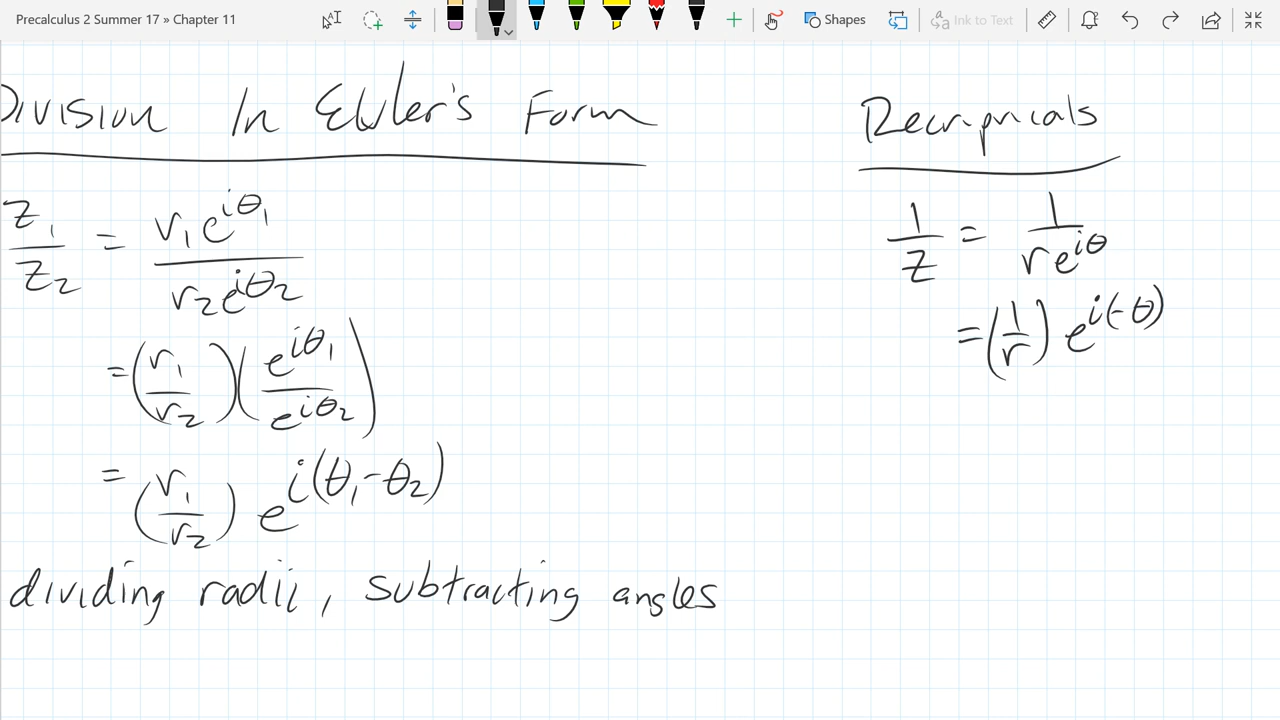 Precalculus 2 Summer 17 » Chapter 11
Shapes
Ink to Text
Division In Euler's Form
z₁/z₂ = r₁e^(iθ₁)/r₂e^(iθ₂)
= (r₁/r₂)(e^(iθ₁)/e^(iθ₂))
= (r₁/r₂) e^(i(θ₁-θ₂))
dividing radii, subtracting angles
Recipricals
1/z = 1/re^(iθ)
= (1/r) e^(i(-θ))